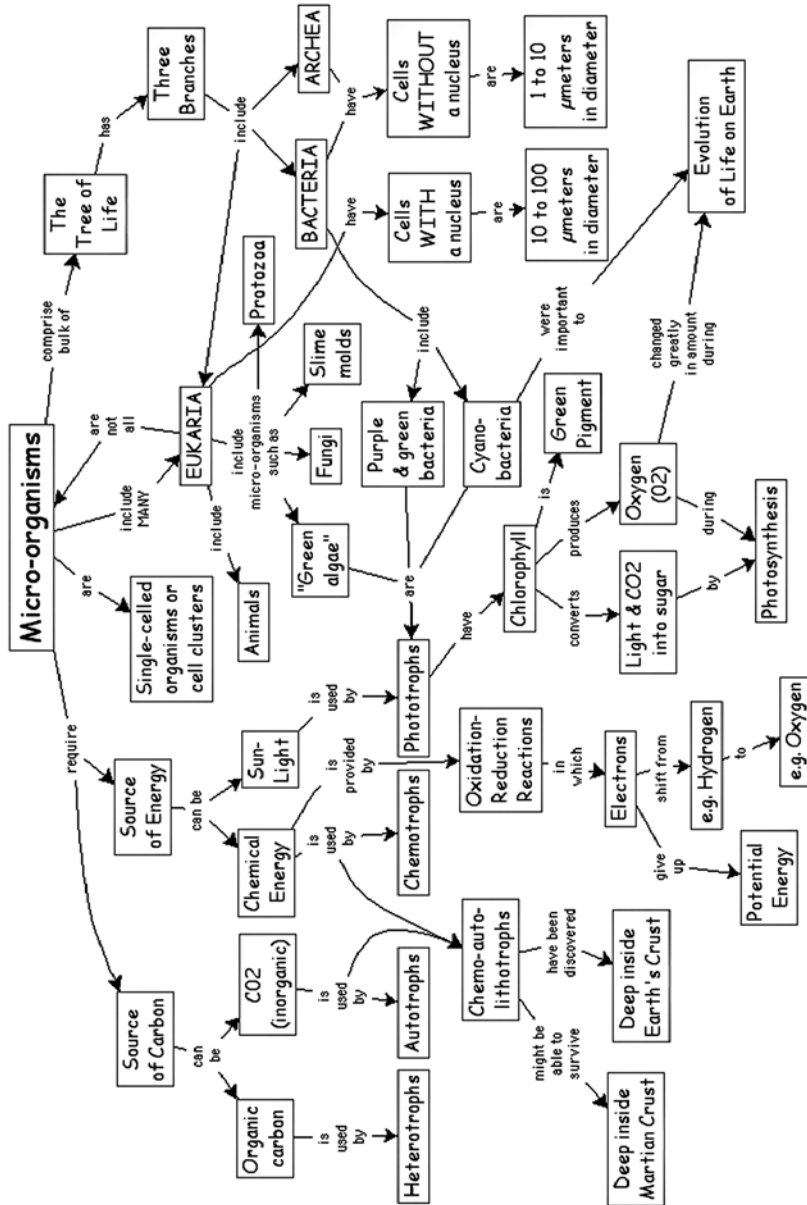 Micro-organisms
require
are
include
MANY
are
not
all
comprise
bulk of
The
Tree of
Life
has
Three
Branches
include
Source
of Carbon
can
be
Source
of Energy
can be
Single-celled
organisms or
cell clusters
include
EUKARIA
include
micro-organisms
such as
BACTERIA
ARCHEA
have
have
Organic
carbon
CO2
(inorganic)
Chemical
Energy
Sun-
Light
Animals
"Green
algae"
Fungi
Slime
molds
Protozoa
Cells
WITH
a nucleus
Cells
WITHOUT
a nucleus
is
used
by
is
used
by
is
used
by
is
provided
by
is
used
by
are
include
are
are
Heterotrophs
Autotrophs
Chemotrophs
Phototrophs
Purple
& green
bacteria
Cyano-
bacteria
10 to 100
µmeters
in diameter
1 to 10
µmeters
in diameter
Chemo-auto-
lithotrophs
Oxidation-
Reduction
Reactions
have
Chlorophyll
is
Green
Pigment
were
important
to
might be
able to
survive
have been
discovered
in
which
converts
produces
Deep inside
Martian Crust
Deep inside
Earth's Crust
Electrons
give
up
shift from
Light & CO2
into sugar
Oxygen
(O2)
changed
greatly
in amount
during
Evolution
of Life on Earth
Potential
Energy
e.g. Hydrogen
to
e.g. Oxygen
by
during
Photosynthesis